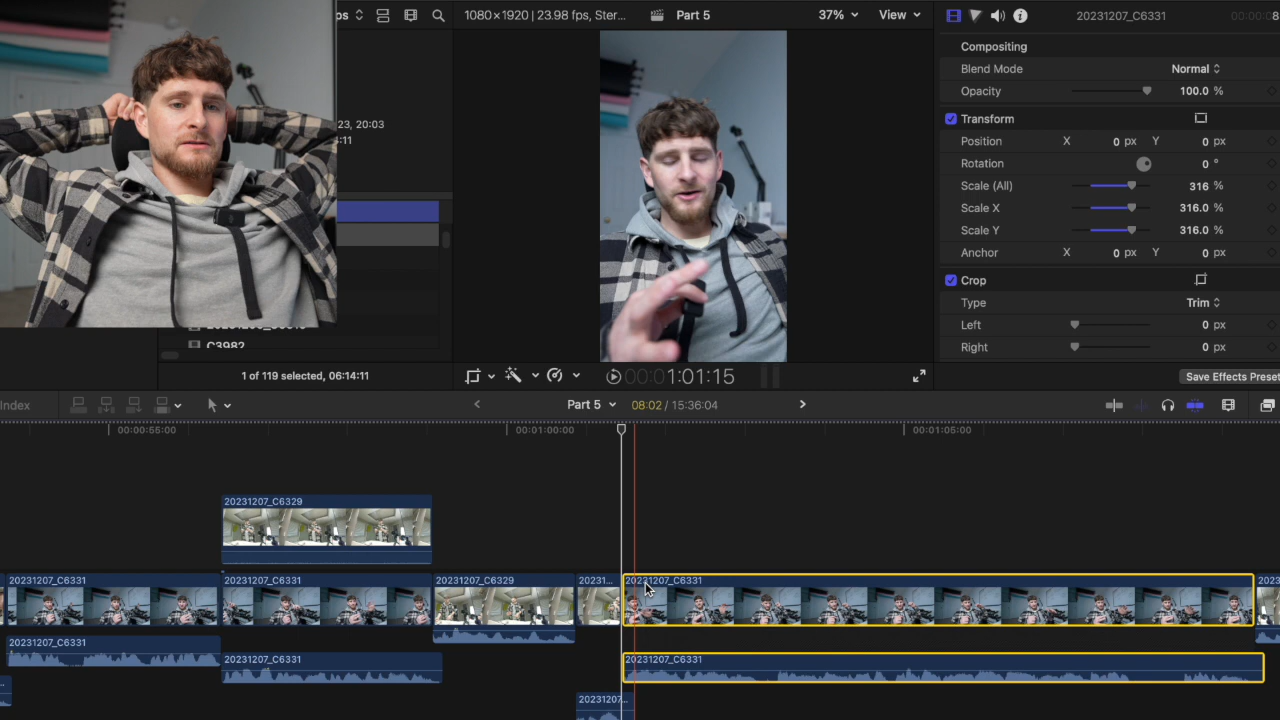 ps
1080×1920 | 23.98 fps, Ster...
Part 5
37%
View
20231207_C6331
23, 20:03
:11
C3982
1 of 119 selected, 06:14:11
1:01:15
Compositing
Blend Mode
Normal
Opacity
100.0 %
Transform
Position
X
0 px
Y
0 px
Rotation
0 °
Scale (All)
316 %
Scale X
316.0 %
Scale Y
316.0 %
Anchor
X
0 px
Y
0 px
Crop
Type
Trim
Left
0 px
Right
0 px
Save Effects Preset
Index
Part 5
08:02 / 15:36:04
00:00:55:00
00:01:00:00
00:01:05:00
20231207_C6329
20231207_C6331
20231207_C6331
20231207_C6329
20231...
20231207_C6331
2023
20231207_C6331
20231207_C6331
20231207_C6331
20231207...